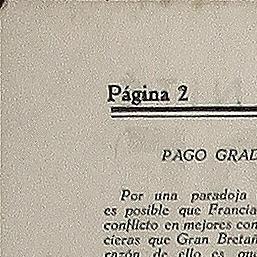 Página 2
PAGO GRAD
Por una paradoja
es posible que Francia
conflicto en mejores con
cieras que Gran Bretañ
razón de ello es que